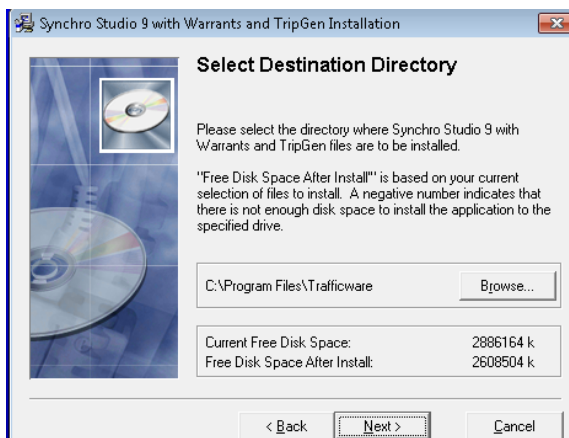 Synchro Studio 9 with Warrants and TripGen Installation
Select Destination Directory
Please select the directory where Synchro Studio 9 with
Warrants and TripGen files are to be installed.
"Free Disk Space After Install"" is based on your current
selection of files to install. A negative number indicates that
there is not enough disk space to install the application to the
specified drive.
C:\Program Files\Trafficware
Browse...
Current Free Disk Space: 2886164 k
Free Disk Space After Install: 2608504 k
< Back Next > Cancel